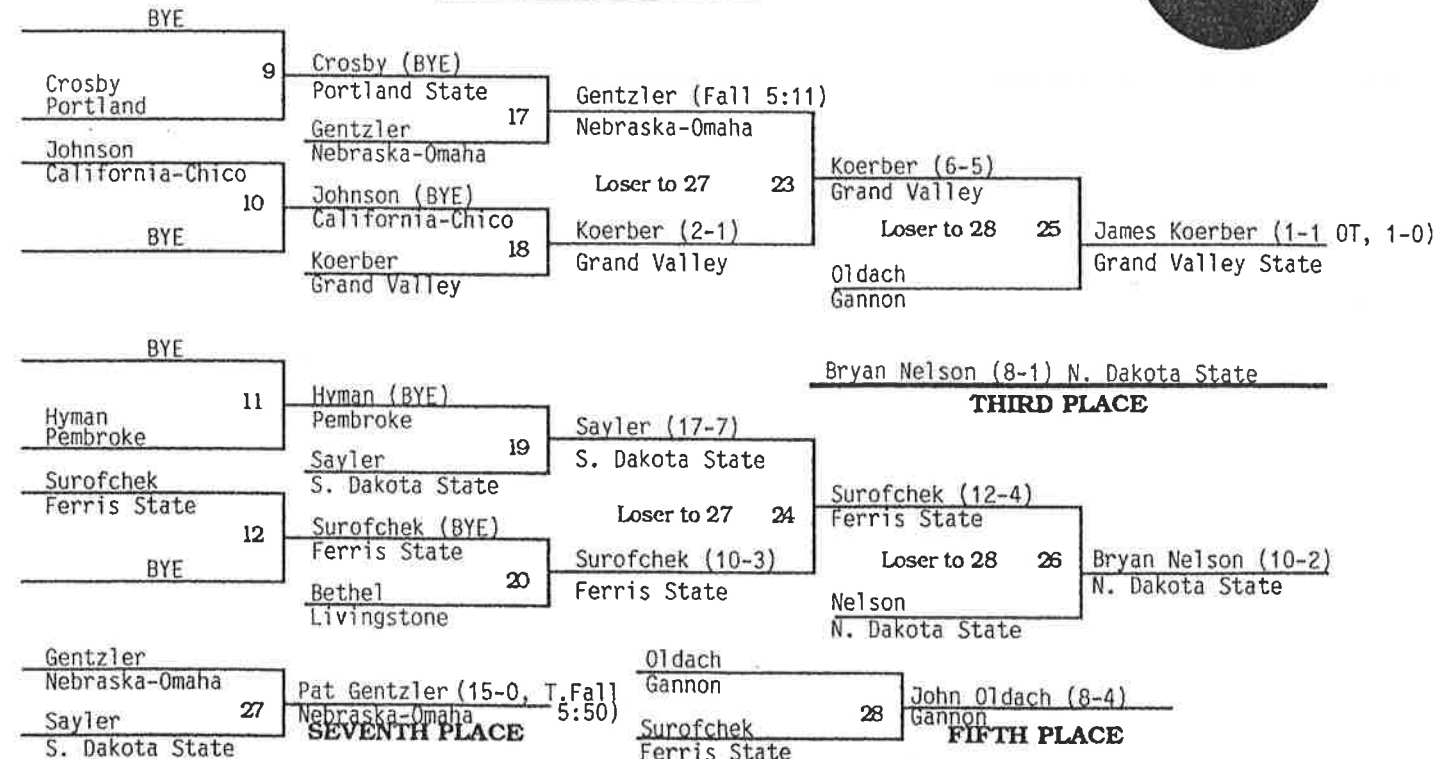 BYE
9
Crosby
Portland
Crosby (BYE)
Portland State
17
Gentzler
Nebraska-Omaha
Gentzler (Fall 5:11)
Nebraska-Omaha
Johnson
California-Chico
10
BYE
Johnson (BYE)
California-Chico
18
Koerber
Grand Valley
Loser to 27 23
Koerber (2-1)
Grand Valley
Koerber (6-5)
Grand Valley
Loser to 28 25
Oldach
Gannon
James Koerber (1-1 OT, 1-0)
Grand Valley State
BYE
11
Hyman
Pembroke
Hyman (BYE)
Pembroke
19
Sayler
S. Dakota State
Sayler (17-7)
S. Dakota State
Bryan Nelson (8-1) N. Dakota State
THIRD PLACE
Surofchek
Ferris State
12
BYE
Surofchek (BYE)
Ferris State
20
Bethel
Livingstone
Loser to 27 24
Surofchek (10-3)
Ferris State
Surofchek (12-4)
Ferris State
Loser to 28 26
Nelson
N. Dakota State
Bryan Nelson (10-2)
N. Dakota State
Gentzler
Nebraska-Omaha
27
Sayler
S. Dakota State
Pat Gentzler (15-0, T.Fall
Nebraska-Omaha 5:50)
SEVENTH PLACE
Oldach
Gannon
28
Surofchek
Ferris State
John Oldach (8-4)
Gannon
FIFTH PLACE